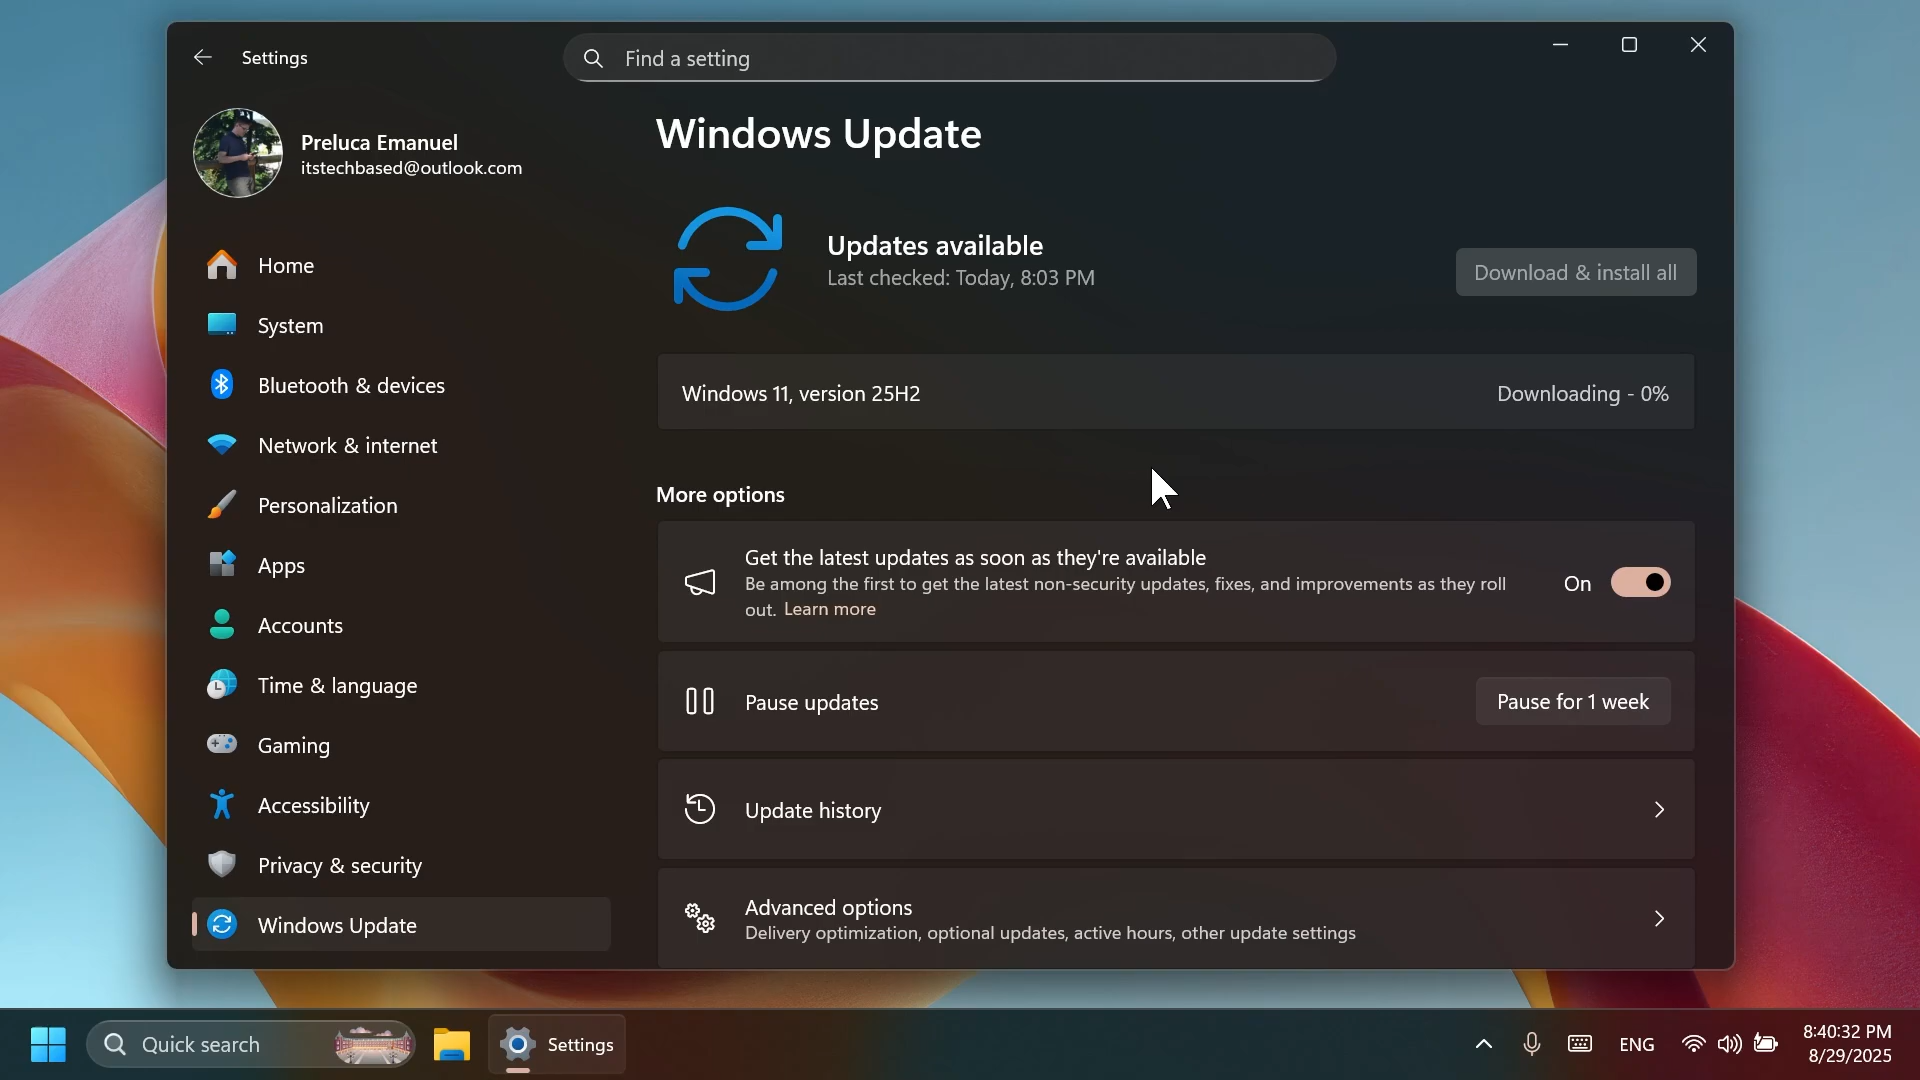 Settings
Find a setting
Preluca Emanuel
itstechbased@outlook.com
Home
System
Bluetooth & devices
Network & internet
Personalization
Apps
Accounts
Time & language
Gaming
Accessibility
Privacy & security
Windows Update
Windows Update
Updates available
Last checked: Today, 8:03 PM
Download & install all
Windows 11, version 25H2
Downloading - 0%
More options
Get the latest updates as soon as they're available
Be among the first to get the latest non-security updates, fixes, and improvements as they roll
out. Learn more
On
Pause updates
Pause for 1 week
Update history
Advanced options
Delivery optimization, optional updates, active hours, other update settings
Quick search
Settings
ENG
8:40:32 PM
8/29/2025